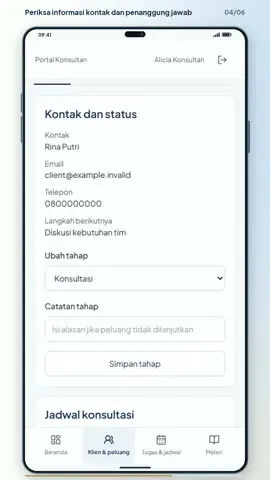 Periksa informasi kontak dan penanggung jawab
04/06
09:41
Portal Konsultan
Alicia Konsultan
Kontak dan status
Kontak
Rina Putri
Email
client@example.invalid
Telepon
0800000000
Langkah berikutnya
Diskusi kebutuhan tim
Ubah tahap
Konsultasi
Catatan tahap
Isi alasan jika peluang tidak dilanjutkan
Simpan tahap
Jadwal konsultasi
Beranda
Klien & peluang
Tugas & jadwal
Materi